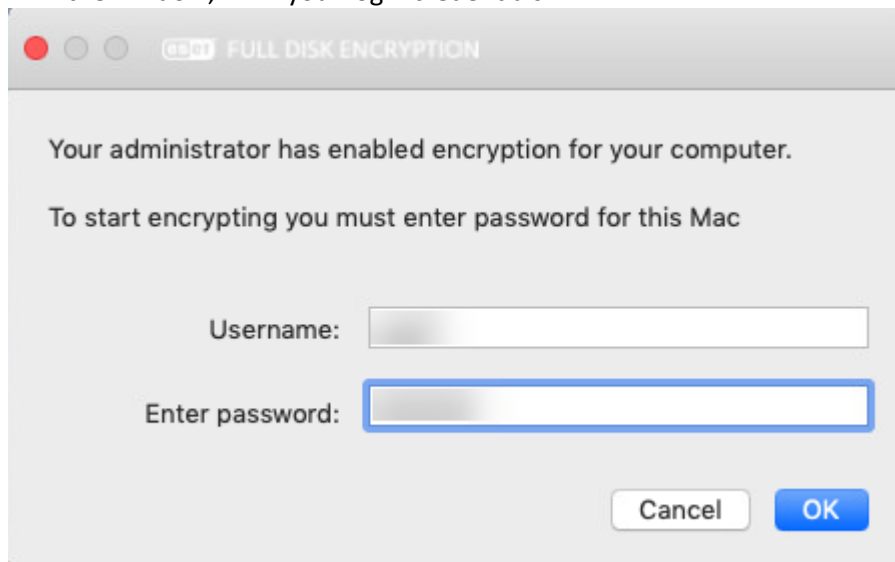 eset FULL DISK ENCRYPTION
Your administrator has enabled encryption for your computer.
To start encrypting you must enter password for this Mac
Username:
Enter password:
Cancel OK